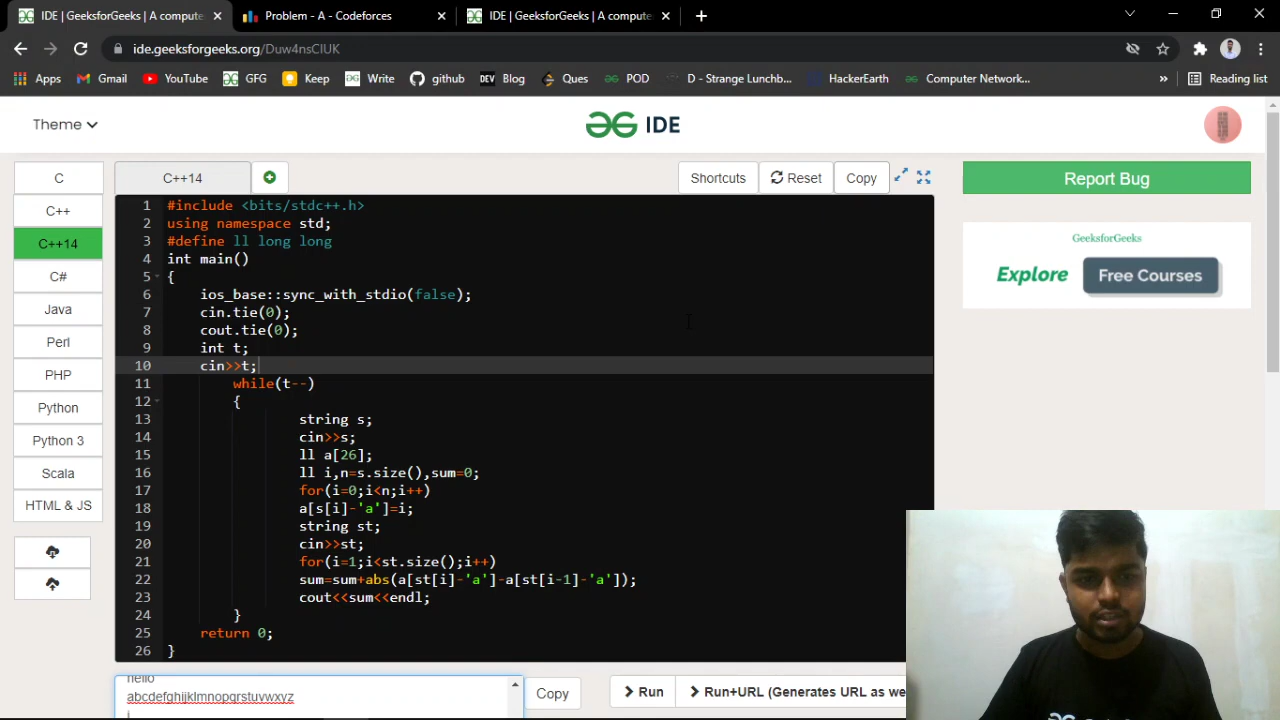 IDE | GeeksforGeeks | A compute
Problem - A - Codeforces
IDE | GeeksforGeeks | A compute
ide.geeksforgeeks.org/Duw4nsClUK
Apps
Gmail
YouTube
GFG
Keep
Write
github
DEV
Blog
Ques
POD
D - Strange Lunchb...
HackerEarth
Computer Network...
»
Reading list
Theme
IDE
C++14
Shortcuts
Reset
Copy
Report Bug
C
C++
C++14
C#
Java
Perl
PHP
Python
Python 3
Scala
HTML & JS
GeeksforGeeks
Explore Free Courses
1 #include <bits/stdc++.h>
2 using namespace std;
3 #define ll long long
4 int main()
5 {
6 ios_base::sync_with_stdio(false);
7 cin.tie(0);
8 cout.tie(0);
9 int t;
10 cin>>t;
11 while(t--)
12 {
13 string s;
14 cin>>s;
15 ll a[26];
16 ll i,n=s.size(),sum=0;
17 for(i=0;i<n;i++)
18 a[s[i]-'a']=i;
19 string st;
20 cin>>st;
21 for(i=1;i<st.size();i++)
22 sum=sum+abs(a[st[i]-'a']-a[st[i-1]-'a']);
23 cout<<sum<<endl;
24 }
25 return 0;
26 }
hello
abcdefghijklmnopqrstuvwxyz
Copy
Run
Run+URL (Generates URL as we